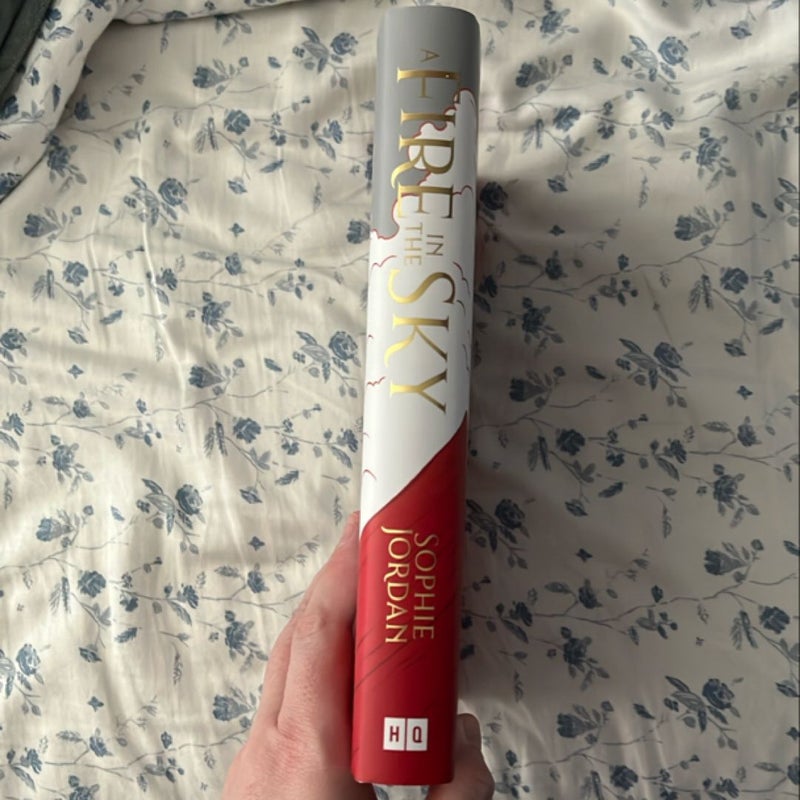 A
FIRE
IN
THE
SKY
SOPHIE
JORDAN
HQ